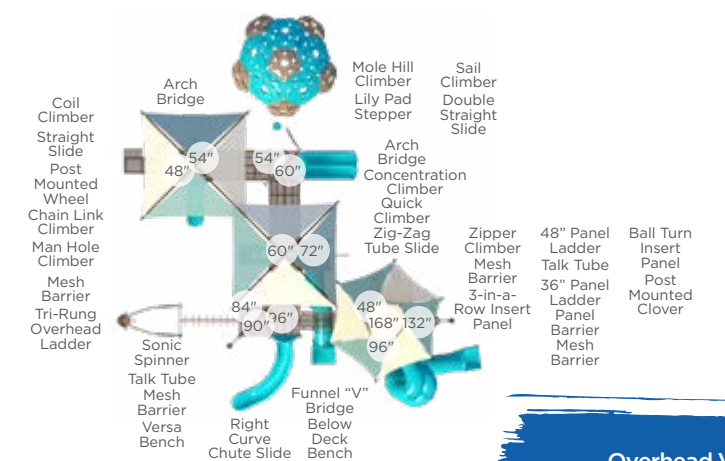 Mole Hill
Climber
Lily Pad
Stepper
Sail
Climber
Double
Straight
Slide
Arch
Bridge
Coil
Climber
Straight
Slide
Post
Mounted
Wheel
Chain Link
Climber
Man Hole
Climber
Mesh
Barrier
Tri-Rung
Overhead
Ladder
54"
48"
54"
60"
Arch
Bridge
Concentration
Climber
Quick
Climber
Zig-Zag
Tube Slide
60" 72"
Zipper
Climber
Mesh
Barrier
3-in-a-
Row Insert
Panel
48” Panel
Ladder
Talk Tube
36” Panel
Ladder
Panel
Barrier
Mesh
Barrier
Ball Turn
Insert
Panel
Post
Mounted
Clover
84"
90"
96"
48"
168"
132"
96"
Sonic
Spinner
Talk Tube
Mesh
Barrier
Versa
Bench
Right
Curve
Chute Slide
Funnel “V”
Bridge
Below
Deck
Bench